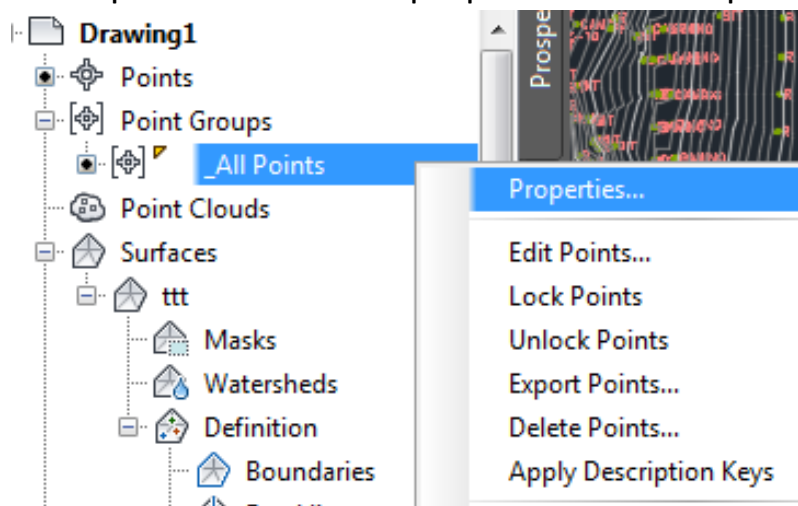 Drawing1
Points
Point Groups
_All Points
Point Clouds
Surfaces
ttt
Masks
Watersheds
Definition
Boundaries
Prospe
Properties...
Edit Points...
Lock Points
Unlock Points
Export Points...
Delete Points...
Apply Description Keys